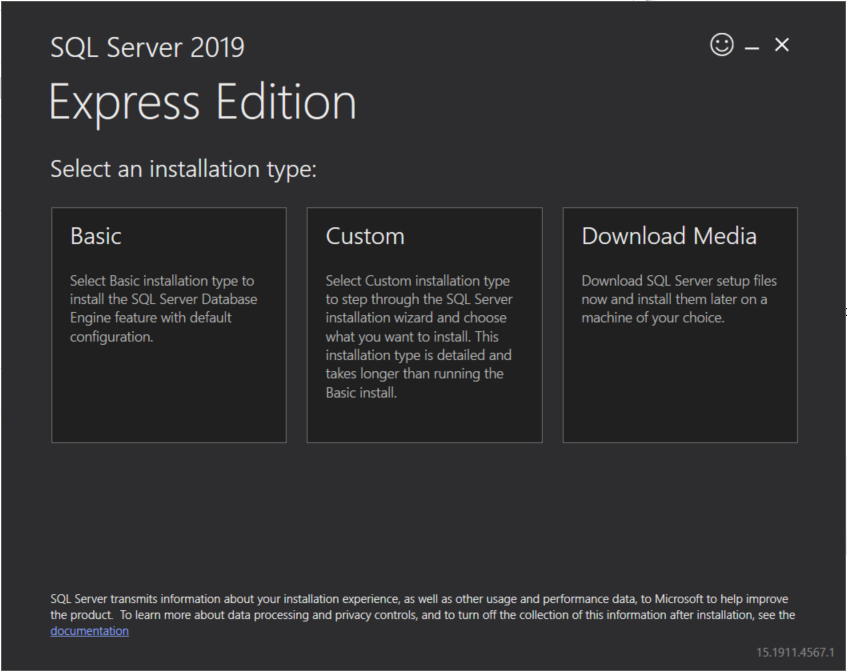 SQL Server 2019
Express Edition
Select an installation type:
Basic
Select Basic installation type to
install the SQL Server Database
Engine feature with default
configuration.
Custom
Select Custom installation type
to step through the SQL Server
installation wizard and choose
what you want to install. This
installation type is detailed and
takes longer than running the
Basic install.
Download Media
Download SQL Server setup files
now and install them later on a
machine of your choice.
SQL Server transmits information about your installation experience, as well as other usage and performance data, to Microsoft to help improve
the product.  To learn more about data processing and privacy controls, and to turn off the collection of this information after installation, see the
documentation
15.1911.4567.1